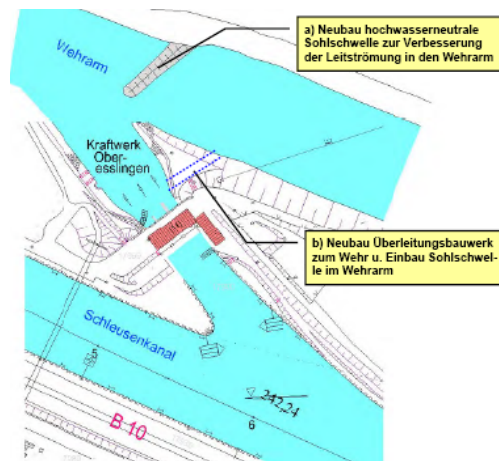 a) Neubau hochwasserneutrale
Sohlschwelle zur Verbesserung
der Leitströmung in den Wehrarm
Wehrarm
Kraftwerk
Ober-
esslingen
b) Neubau Überleitungsbauwerk
zum Wehr u. Einbau Sohlschwel-
le im Wehrarm
Schleusenkanal
5
242,24
6
B 10